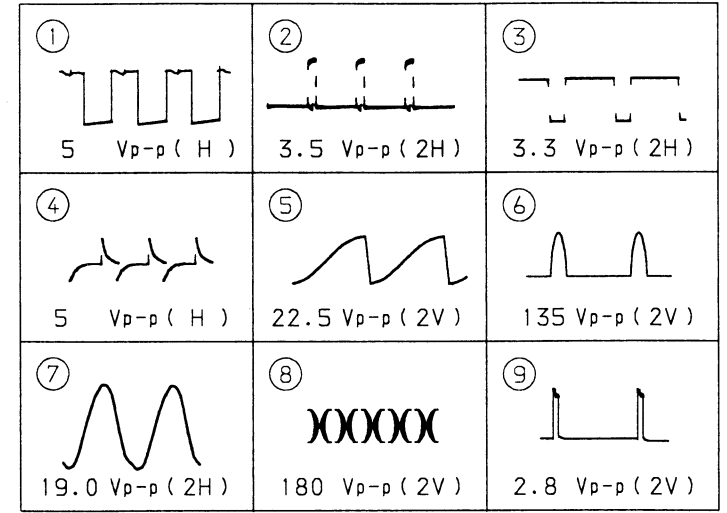 ① ② ③
5 Vp-p ( H ) 3.5 Vp-p ( 2H ) 3.3 Vp-p ( 2H )
④ ⑤ ⑥
5 Vp-p ( H ) 22.5 Vp-p ( 2V ) 135 Vp-p ( 2V )
⑦ ⑧ ⑨
19.0 Vp-p ( 2H ) 180 Vp-p ( 2V ) 2.8 Vp-p ( 2V )